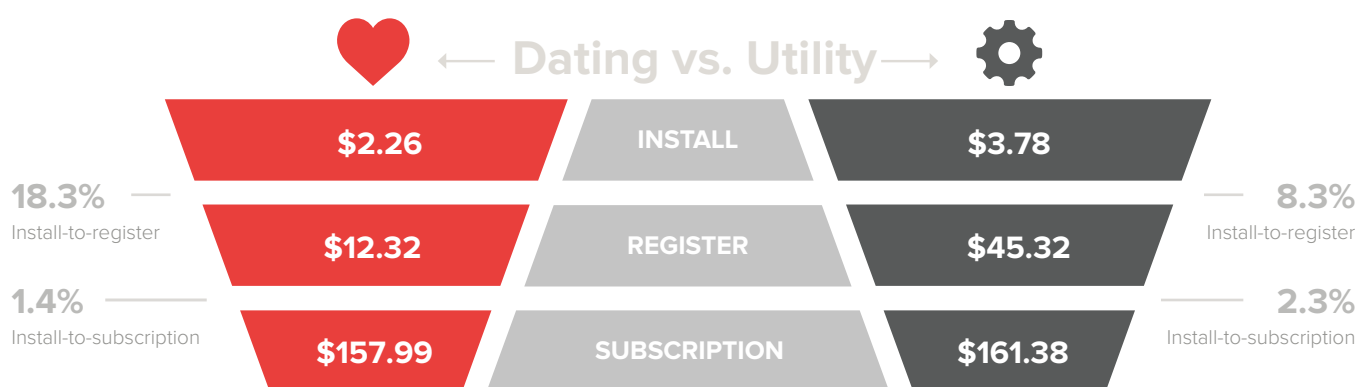 Dating vs. Utility
$2.26
INSTALL
$3.78
18.3%
Install-to-register
8.3%
Install-to-register
$12.32
REGISTER
$45.32
1.4%
Install-to-subscription
2.3%
Install-to-subscription
$157.99
SUBSCRIPTION
$161.38